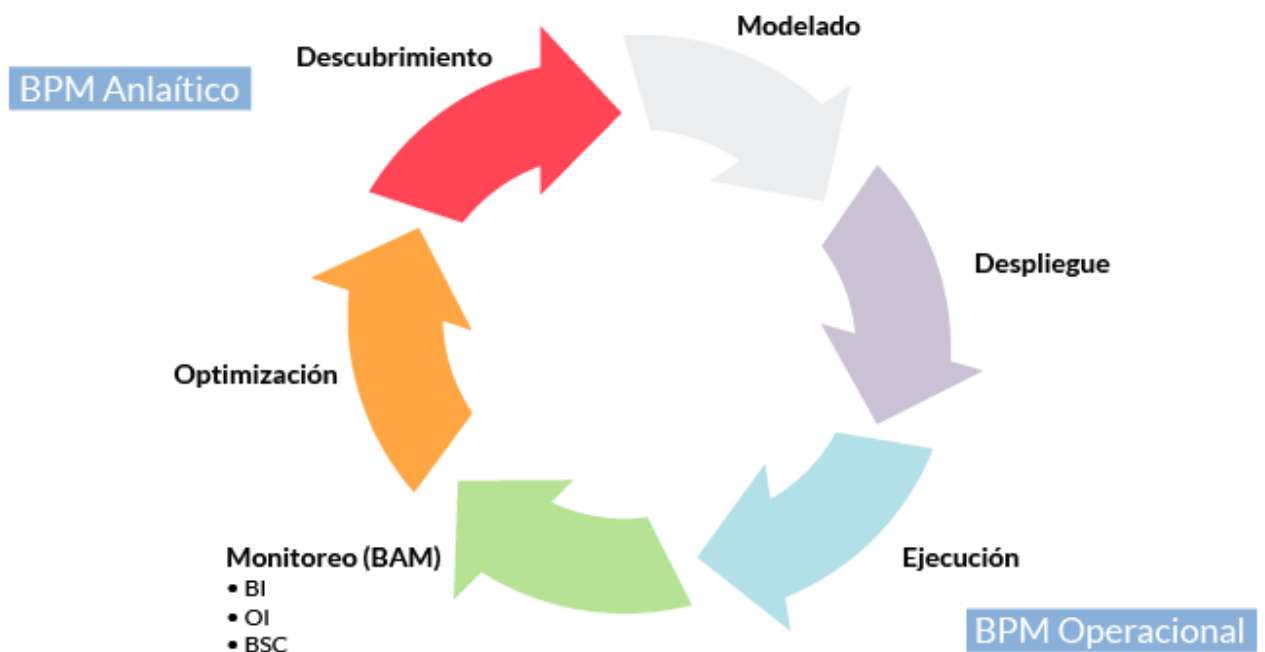 Modelado
Descubrimiento
BPM Anlaítico
Despliegue
Optimización
Monitoreo (BAM)
• BI
• OI
• BSC
Ejecución
BPM Operacional